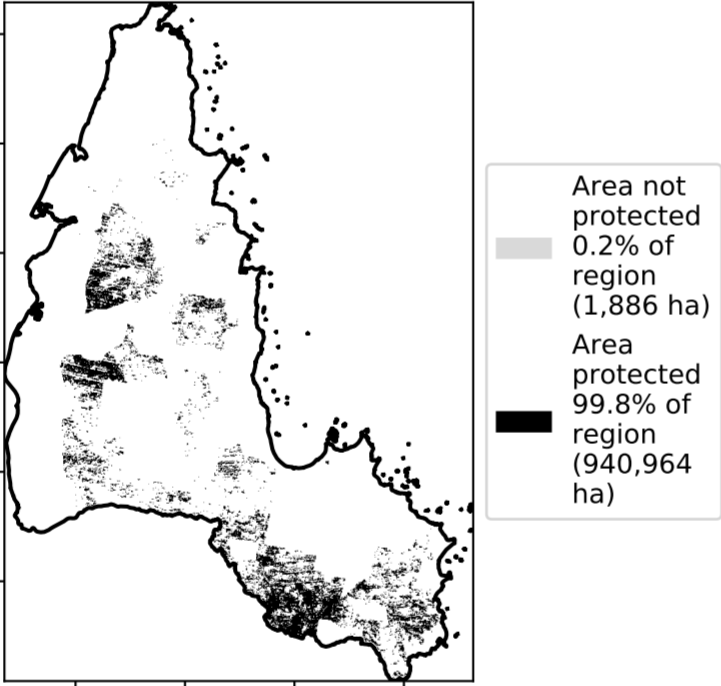 Area not
protected
0.2% of
region
(1,886 ha)
Area
protected
99.8% of
region
(940,964
ha)